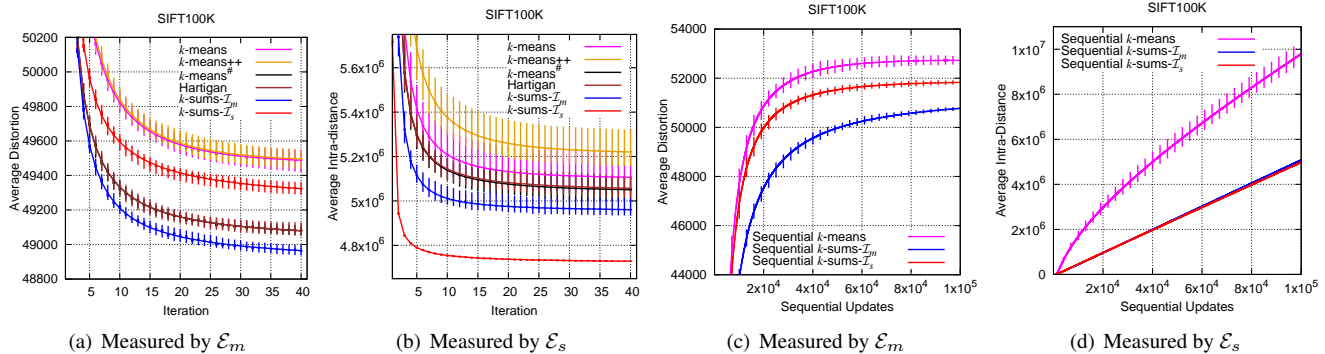 SIFT100K
50200
50000
49800
49600
49400
49200
49000
48800
Average Distortion
k-means
k-means++
k-means#
Hartigan
k-sums-ℐm
k-sums-ℐs
5 10 15 20 25 30 35 40
Iteration
(a) Measured by ℰm
SIFT100K
5.6x10⁶
5.4x10⁶
5.2x10⁶
5x10⁶
4.8x10⁶
Average Intra-distance
k-means
k-means++
k-means#
Hartigan
k-sums-ℐm
k-sums-ℐs
5 10 15 20 25 30 35 40
Iteration
(b) Measured by ℰs
SIFT100K
54000
52000
50000
48000
46000
44000
Average Distortion
Sequential k-means
Sequential k-sums-ℐm
Sequential k-sums-ℐs
2x10⁴ 4x10⁴ 6x10⁴ 8x10⁴ 1x10⁵
Sequential Updates
(c) Measured by ℰm
SIFT100K
1x10⁷
8x10⁶
6x10⁶
4x10⁶
2x10⁶
0
Average Intra-Distance
Sequential k-means
Sequential k-sums-ℐm
Sequential k-sums-ℐs
2x10⁴ 4x10⁴ 6x10⁴ 8x10⁴ 1x10⁵
Sequential Updates
(d) Measured by ℰs